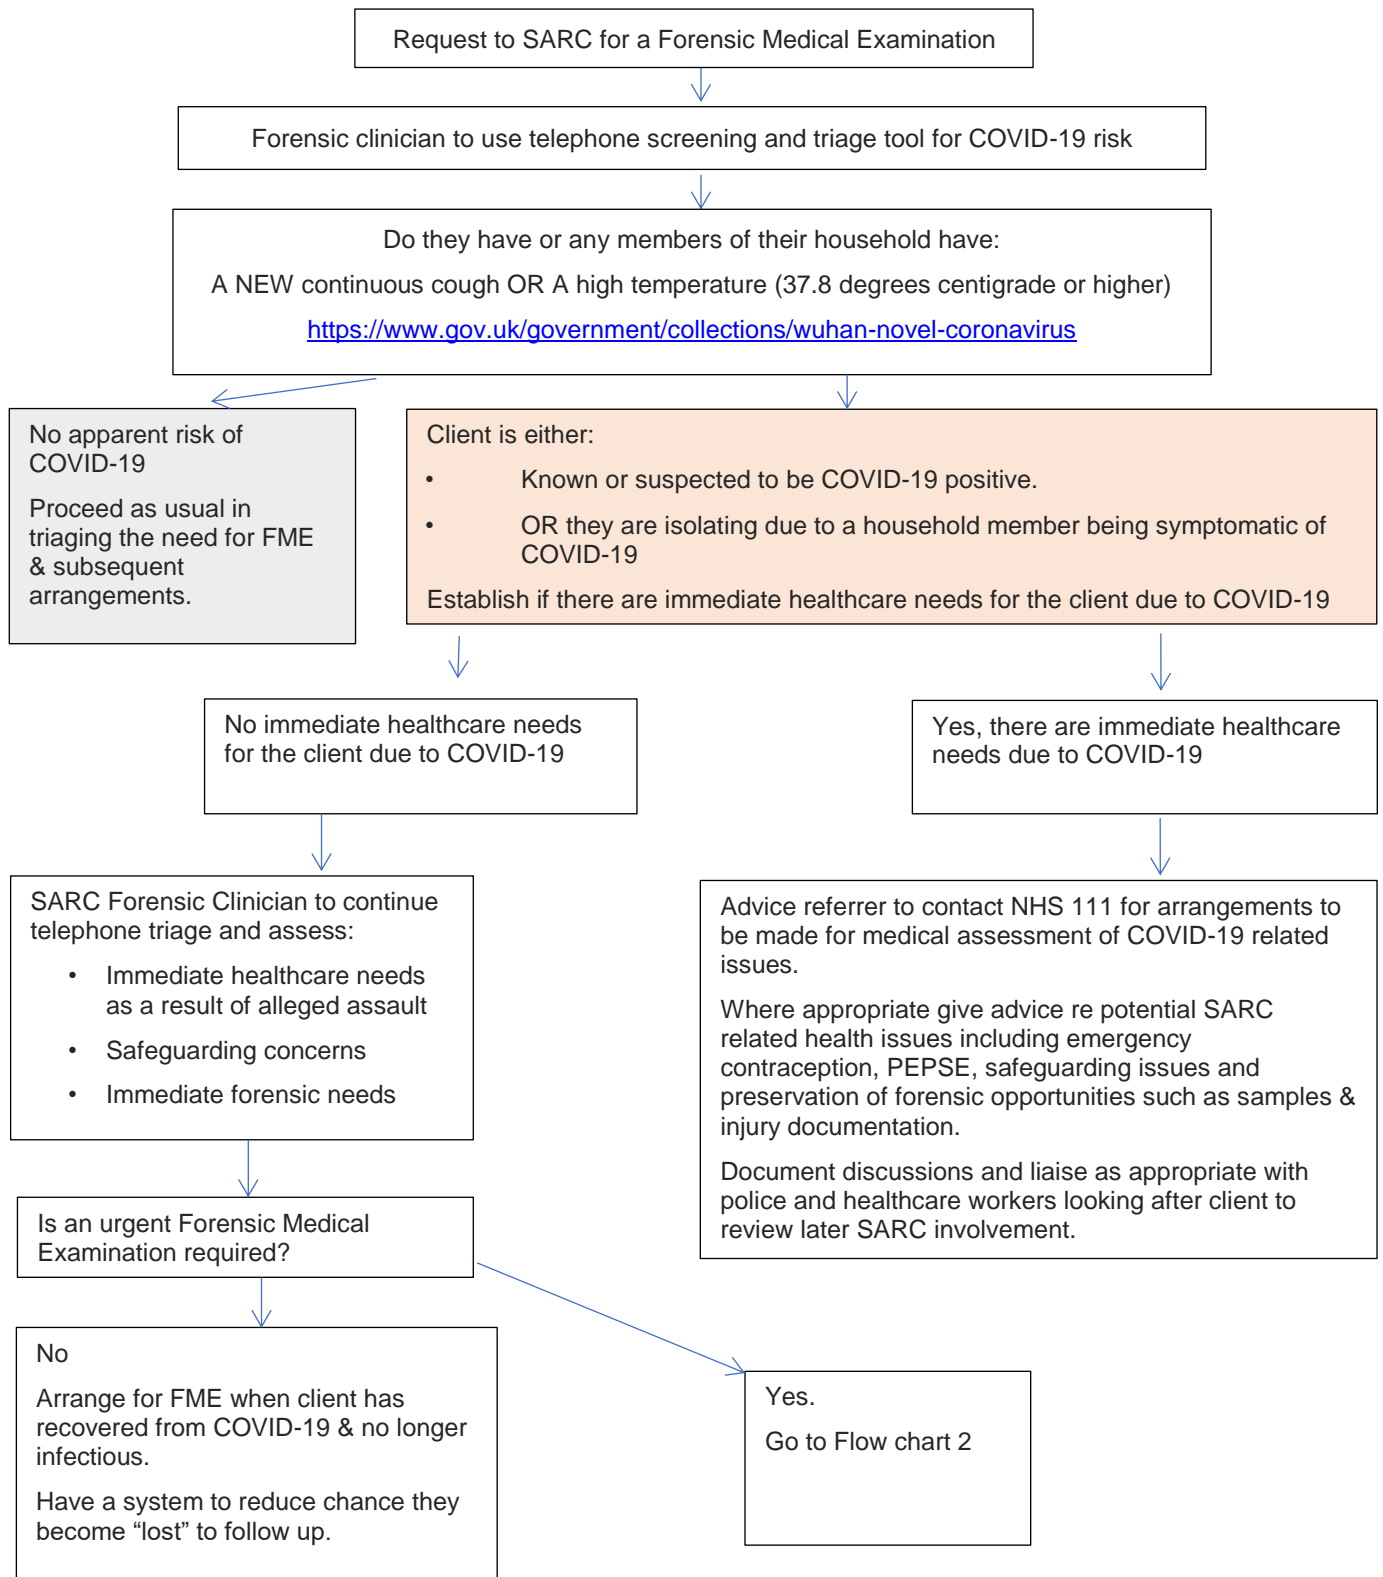 Request to SARC for a Forensic Medical Examination
Forensic clinician to use telephone screening and triage tool for COVID-19 risk
Do they have or any members of their household have:
A NEW continuous cough OR A high temperature (37.8 degrees centigrade or higher)
https://www.gov.uk/government/collections/wuhan-novel-coronavirus
No apparent risk of
COVID-19
Proceed as usual in
triaging the need for FME
& subsequent
arrangements.
Client is either:
• Known or suspected to be COVID-19 positive.
• OR they are isolating due to a household member being symptomatic of
COVID-19
Establish if there are immediate healthcare needs for the client due to COVID-19
No immediate healthcare needs
for the client due to COVID-19
Yes, there are immediate healthcare
needs due to COVID-19
SARC Forensic Clinician to continue
telephone triage and assess:
• Immediate healthcare needs
as a result of alleged assault
• Safeguarding concerns
• Immediate forensic needs
Advice referrer to contact NHS 111 for arrangements to
be made for medical assessment of COVID-19 related
issues.
Where appropriate give advice re potential SARC
related health issues including emergency
contraception, PEPSE, safeguarding issues and
preservation of forensic opportunities such as samples &
injury documentation.
Document discussions and liaise as appropriate with
police and healthcare workers looking after client to
review later SARC involvement.
Is an urgent Forensic Medical
Examination required?
No
Arrange for FME when client has
recovered from COVID-19 & no longer
infectious.
Have a system to reduce chance they
become “lost” to follow up.
Yes.
Go to Flow chart 2